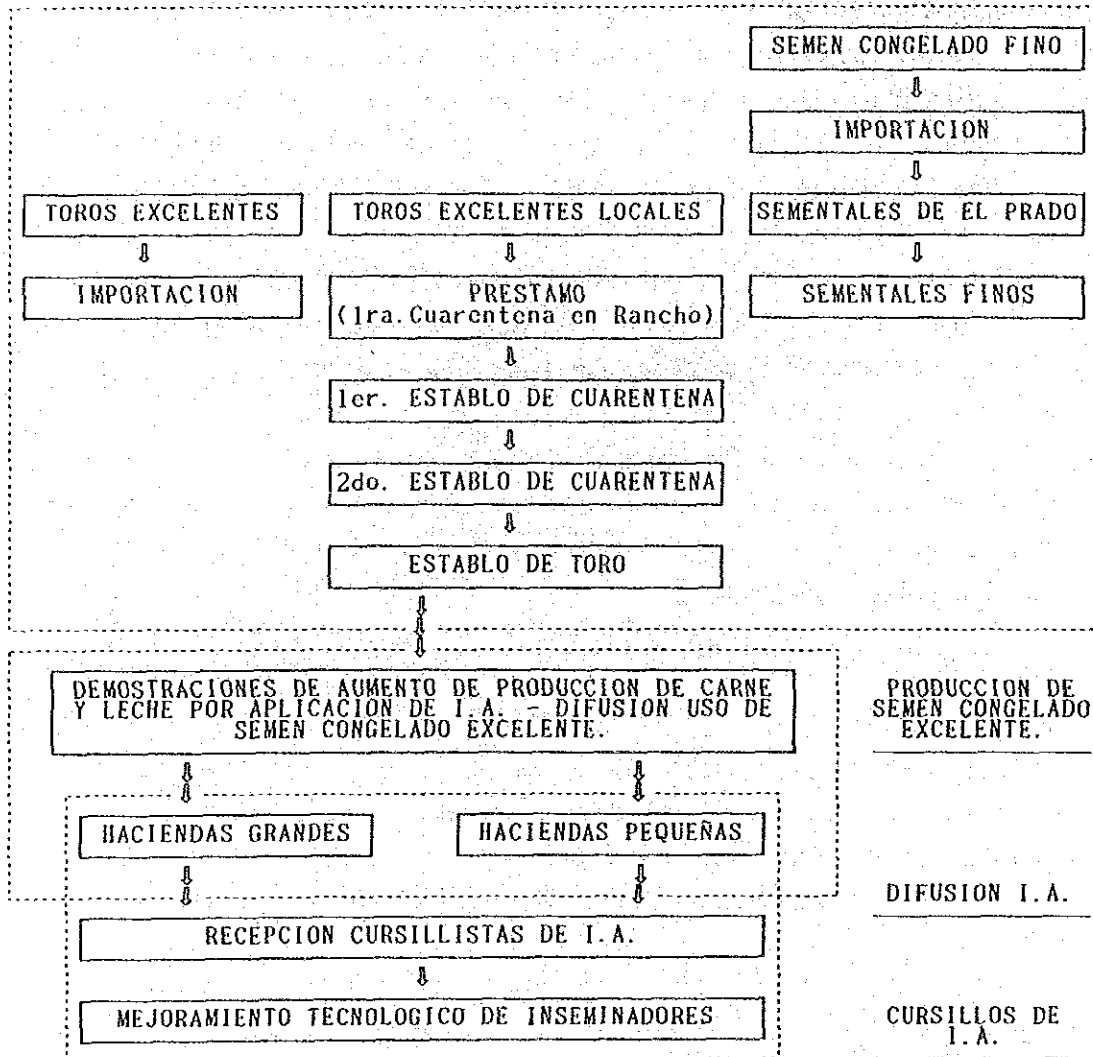 SEMEN CONGELADO FINO
⇩
IMPORTACION
⇩
TOROS EXCELENTES
TOROS EXCELENTES LOCALES
SEMENTALES DE EL PRADO
⇩
⇩
⇩
IMPORTACION
PRESTAMO
(1ra.Cuarentena en Rancho)
SEMENTALES FINOS
⇩
1er. ESTABLO DE CUARENTENA
⇩
2do. ESTABLO DE CUARENTENA
⇩
ESTABLO DE TORO
DEMOSTRACIONES DE AUMENTO DE PRODUCCION DE CARNE
Y LECHE POR APLICACION DE I.A. - DIFUSION USO DE
SEMEN CONGELADO EXCELENTE.
PRODUCCION DE
SEMEN CONGELADO
EXCELENTE.
HACIENDAS GRANDES
HACIENDAS PEQUEÑAS
DIFUSION I.A.
RECEPCION CURSILLISTAS DE I.A.
⇩
MEJORAMIENTO TECNOLOGICO DE INSEMINADORES
CURSILLOS DE
I.A.